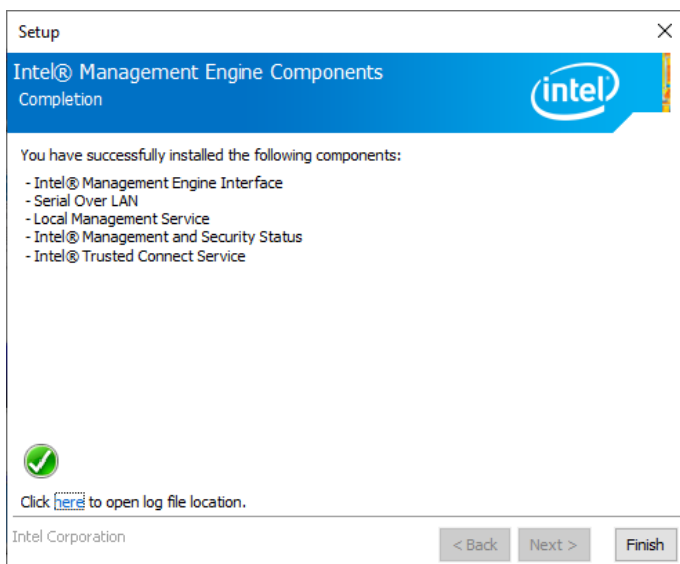 Setup
Intel® Management Engine Components
Completion
intel
You have successfully installed the following components:
- Intel® Management Engine Interface
- Serial Over LAN
- Local Management Service
- Intel® Management and Security Status
- Intel® Trusted Connect Service
Click here to open log file location.
Intel Corporation
< Back Next > Finish